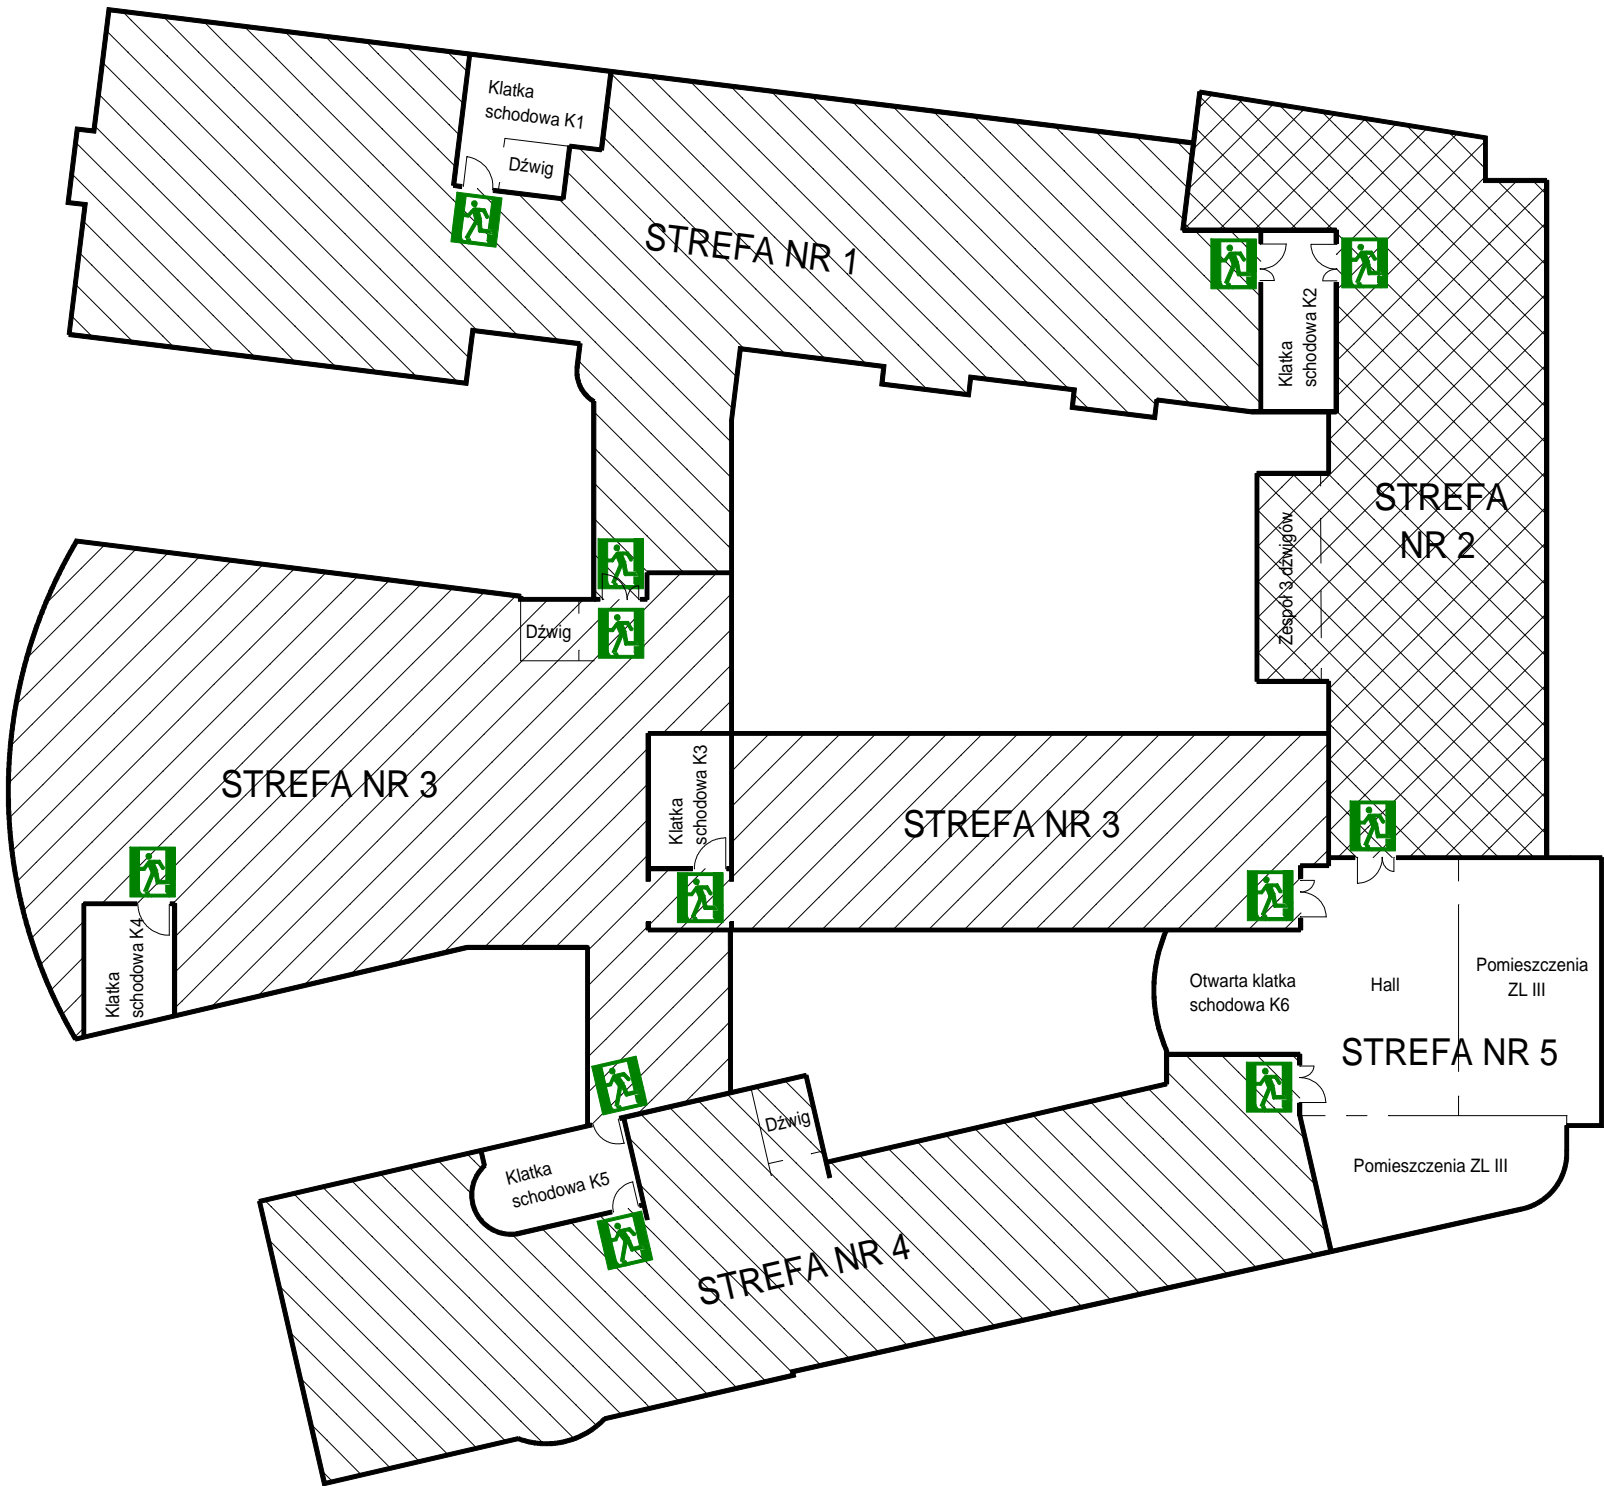 Klatka
schodowa K1
Dźwig
STREFA NR 1
Klatka
schodowa K2
STREFA
NR 2
Zespół 3 dźwigów
Dźwig
STREFA NR 3
Klatka
schodowa K3
STREFA NR 3
Klatka
schodowa K4
Otwarta klatka
schodowa K6
Hall
Pomieszczenia
ZL III
STREFA NR 5
Dźwig
Klatka
schodowa K5
Pomieszczenia ZL III
STREFA NR 4